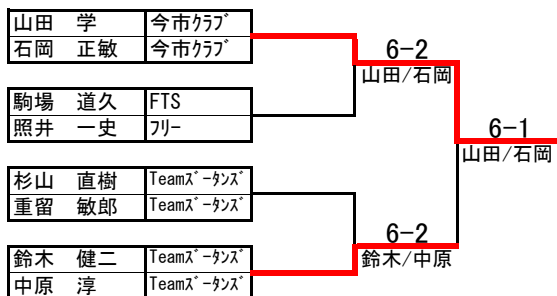 山田　学 今市ｸﾗﾌﾞ
石岡　正敏 今市ｸﾗﾌﾞ
6-2
山田/石岡
駒場　道久 FTS
照井　一史 ﾌﾘｰ
6-1
山田/石岡
杉山　直樹 Teamｽﾞｰﾀﾝｽﾞ
重留　敏郎 Teamｽﾞｰﾀﾝｽﾞ
6-2
鈴木/中原
鈴木　健二 Teamｽﾞｰﾀﾝｽﾞ
中原　淳 Teamｽﾞｰﾀﾝｽﾞ